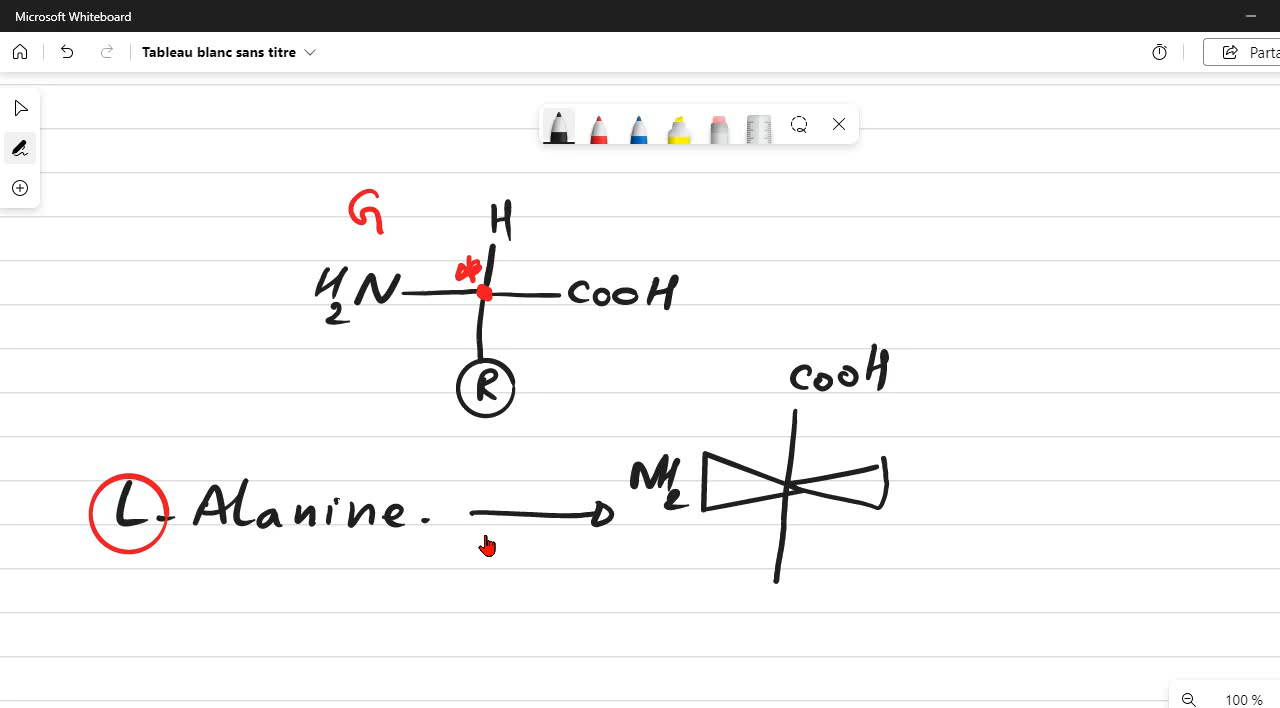 Microsoft Whiteboard
Tableau blanc sans titre
Parta
G
H
H2N * COOH
R
COOH
NH2
L- Alanine.
100 %